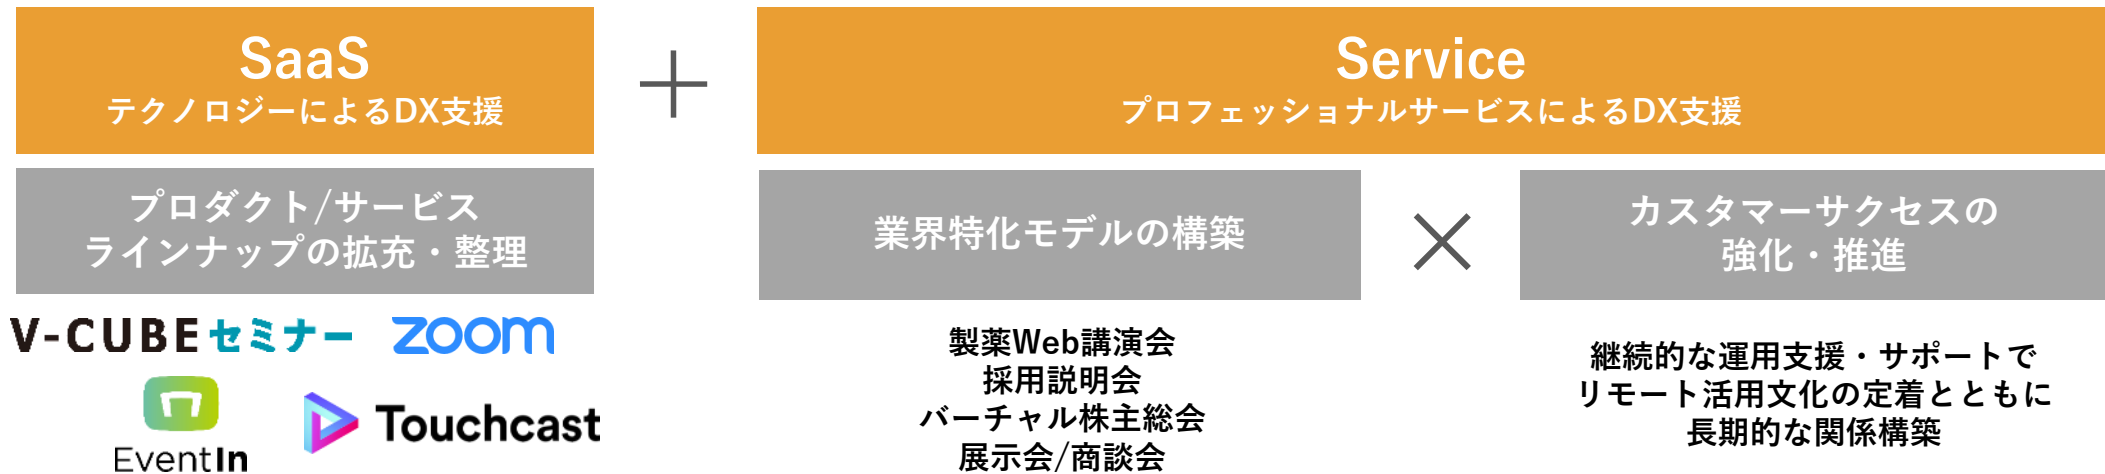 SaaS
テクノロジーによるDX支援
＋
Service
プロフェッショナルサービスによるDX支援
プロダクト/サービス
ラインナップの拡充・整理
業界特化モデルの構築
×
カスタマーサクセスの
強化・推進
V-CUBE セミナー
zoom
EventIn
Touchcast
製薬Web講演会
採用説明会
バーチャル株主総会
展示会/商談会
継続的な運用支援・サポートで
リモート活用文化の定着とともに
長期的な関係構築